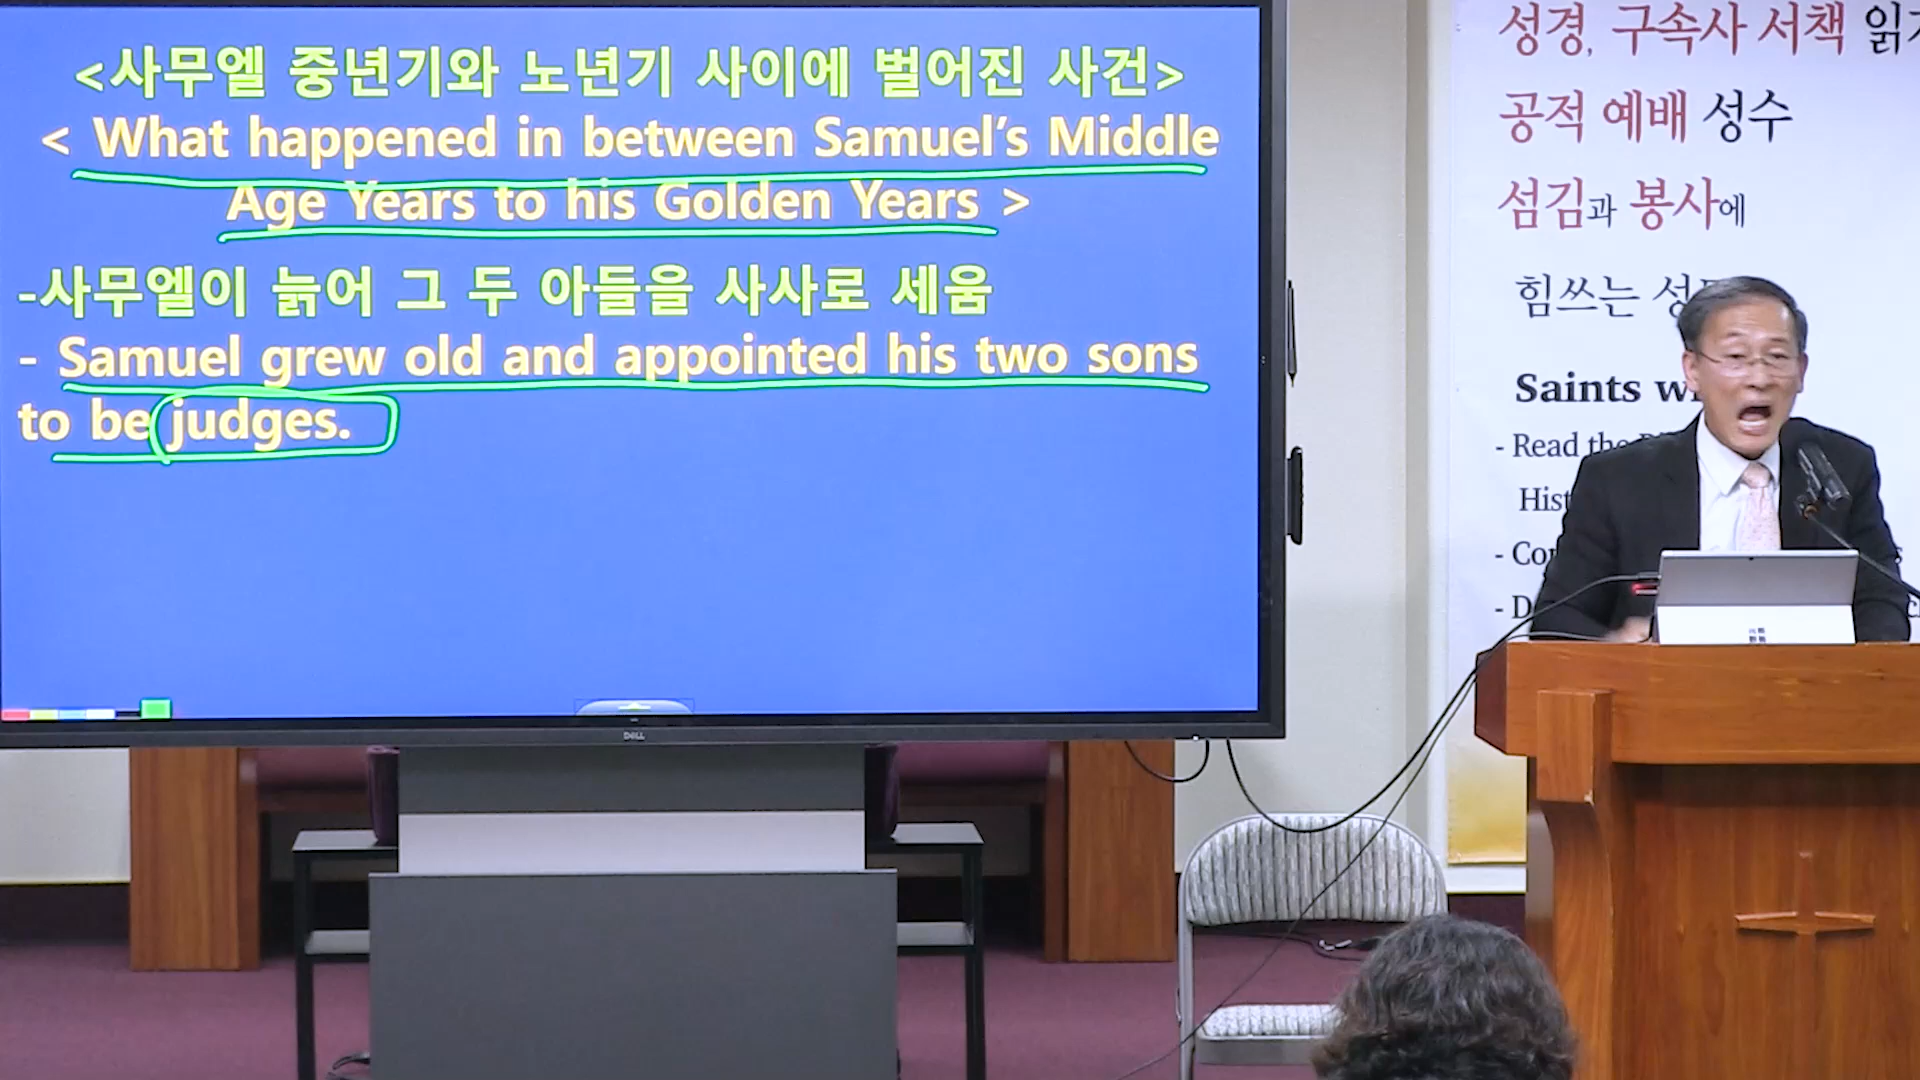 <사무엘 중년기와 노년기 사이에 벌어진 사건>
< What happened in between Samuel’s Middle
Age Years to his Golden Years >
-사무엘이 늙어 그 두 아들을 사사로 세움
- Samuel grew old and appointed his two sons
to be judges.
DELL
성경, 구속사 서책
공적 예배 성수
섬김과 봉사에
힘쓰는
Saints
- Read the